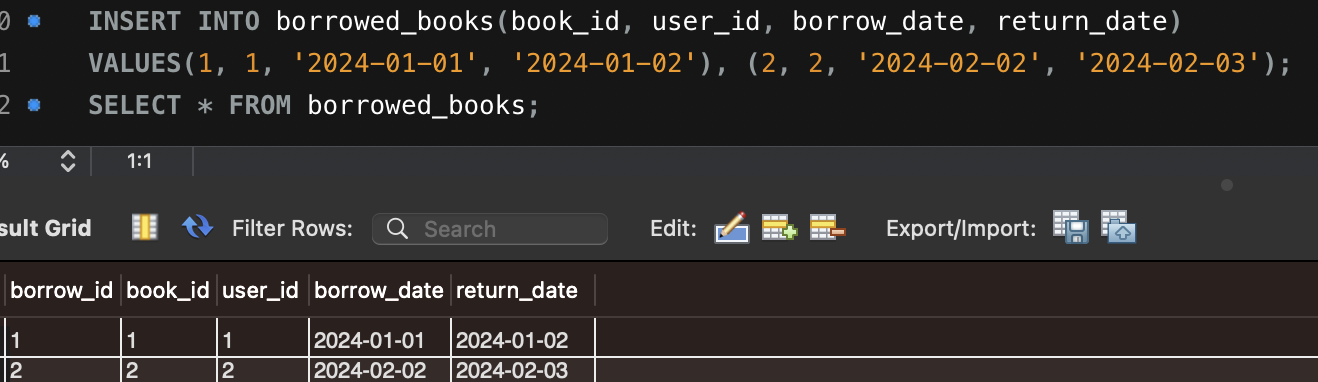 0 INSERT INTO borrowed_books(book_id, user_id, borrow_date, return_date)
1 VALUES(1, 1, '2024-01-01', '2024-01-02'), (2, 2, '2024-02-02', '2024-02-03');
2 SELECT * FROM borrowed_books;
% 1:1
sult Grid Filter Rows: Search Edit: Export/Import:
borrow_id book_id user_id borrow_date return_date
1 1 1 2024-01-01 2024-01-02
2 2 2 2024-02-02 2024-02-03